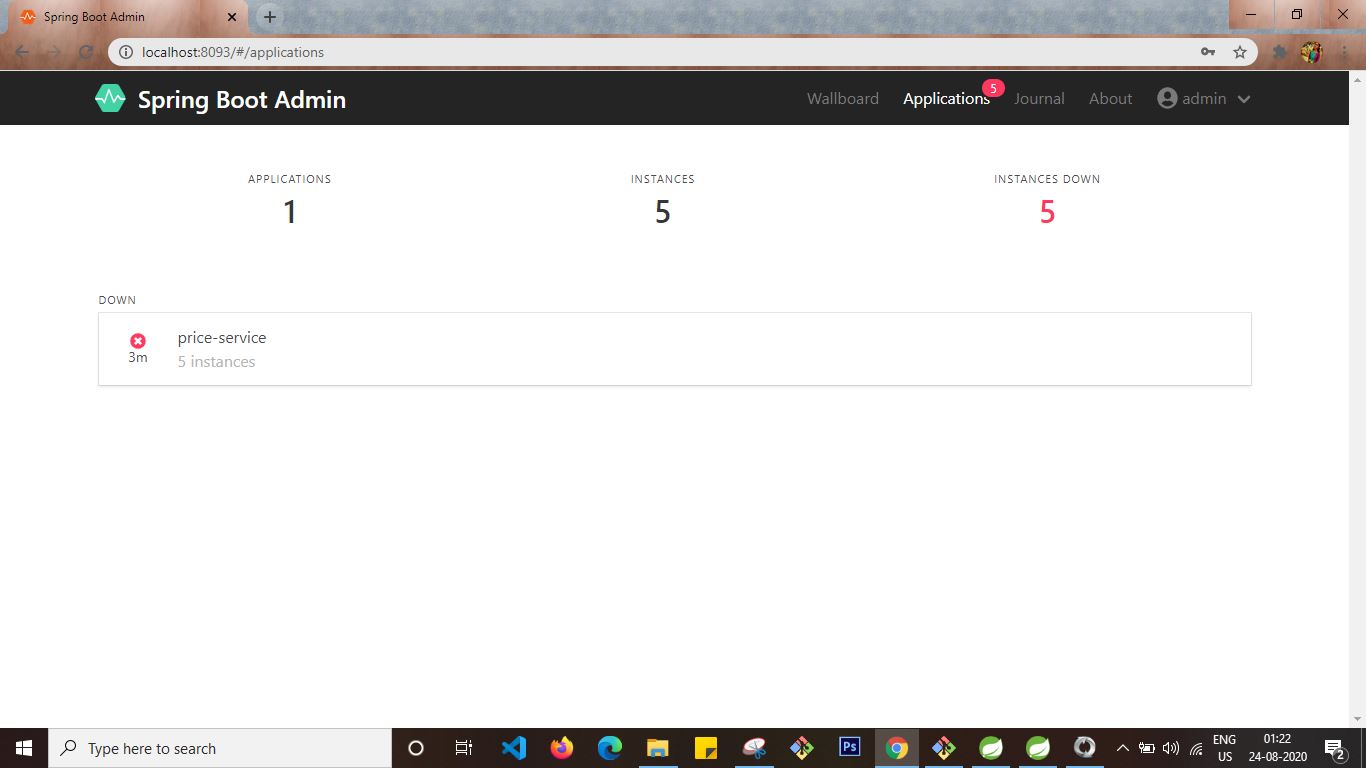 Spring Boot Admin
localhost:8093/#/applications
Spring Boot Admin
Wallboard Applications 5 Journal About admin
APPLICATIONS INSTANCES INSTANCES DOWN
1 5 5
DOWN
price-service
3m
5 instances
Type here to search
Ps
ENG
US
01:22
24-08-2020
2